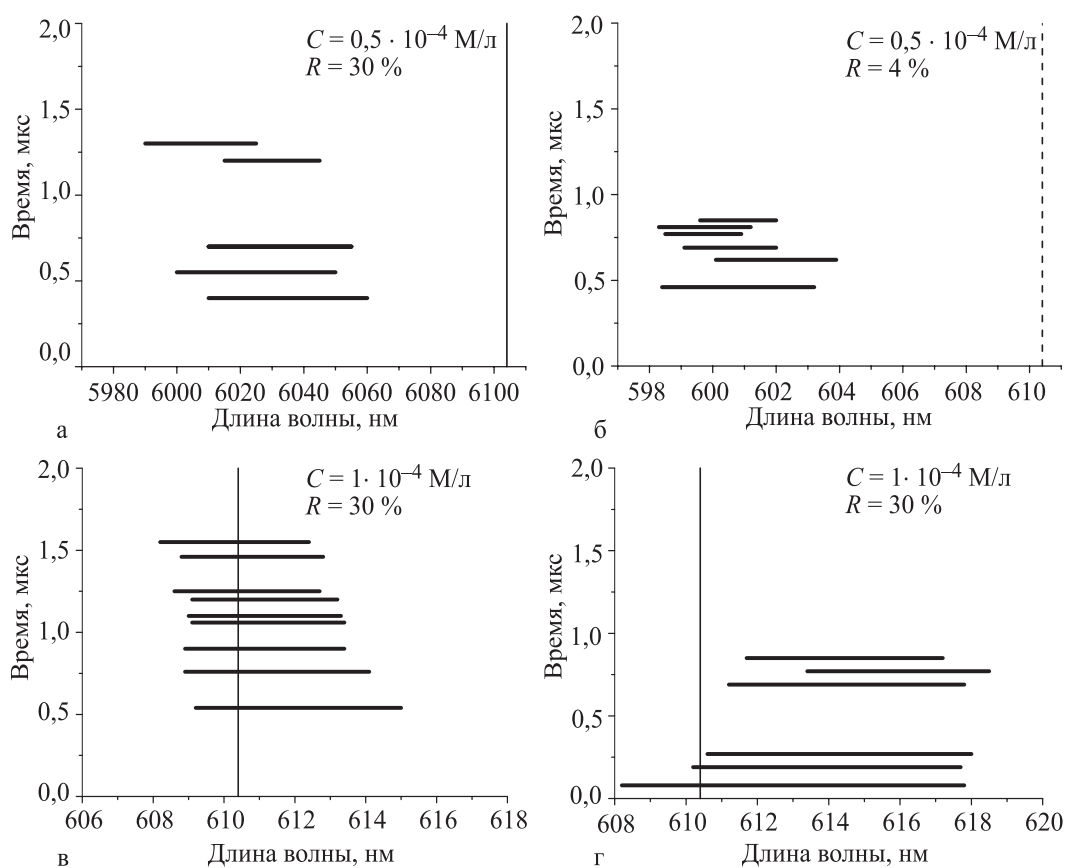 2,0
1,5
1,0
0,5
0,0
Время, мкс
C = 0,5 · 10⁻⁴ М/л
R = 30 %
5980 6000 6020 6040 6060 6080 6100
Длина волны, нм
а
2,0
1,5
1,0
0,5
0,0
Время, мкс
C = 0,5 · 10⁻⁴ М/л
R = 4 %
598 600 602 604 606 608 610
Длина волны, нм
б
2,0
1,5
1,0
0,5
0,0
Время, мкс
C = 1· 10⁻⁴ М/л
R = 30 %
606 608 610 612 614 616 618
Длина волны, нм
в
2,0
1,5
1,0
0,5
0,0
Время, мкс
C = 1· 10⁻⁴ М/л
R = 30 %
608 610 612 614 616 618 620
Длина волны, нм
г